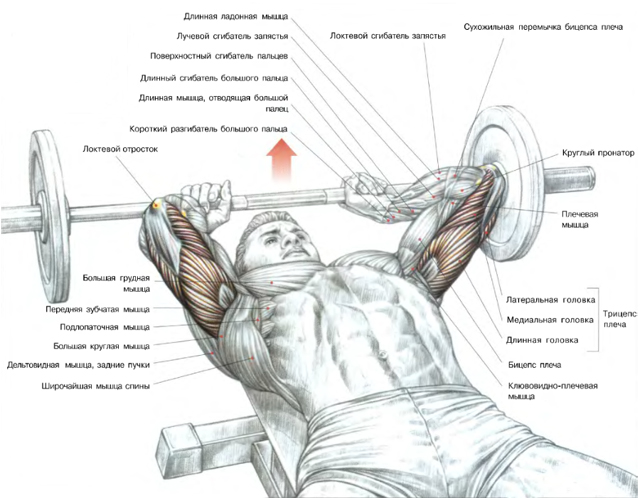 Длинная ладонная мышца
Лучевой сгибатель запястья
Поверхностный сгибатель пальцев
Длинный сгибатель большого пальца
Длинная мышца, отводящая большой
палец
Короткий разгибатель большого пальца
Локтевой отросток
Локтевой сгибатель запястья
Сухожильная перемычка бицепса плеча
Круглый пронатор
Плечевая
мышца
Большая грудная
мышца
Передняя зубчатая мышца
Подлопаточная мышца
Большая круглая мышца
Дельтовидная мышца, задние пучки
Широчайшая мышца спины
Латеральная головка
Медиальная головка
Длинная головка
Трицепс
плеча
Бицепс плеча
Клювовидно-плечевая
мышца